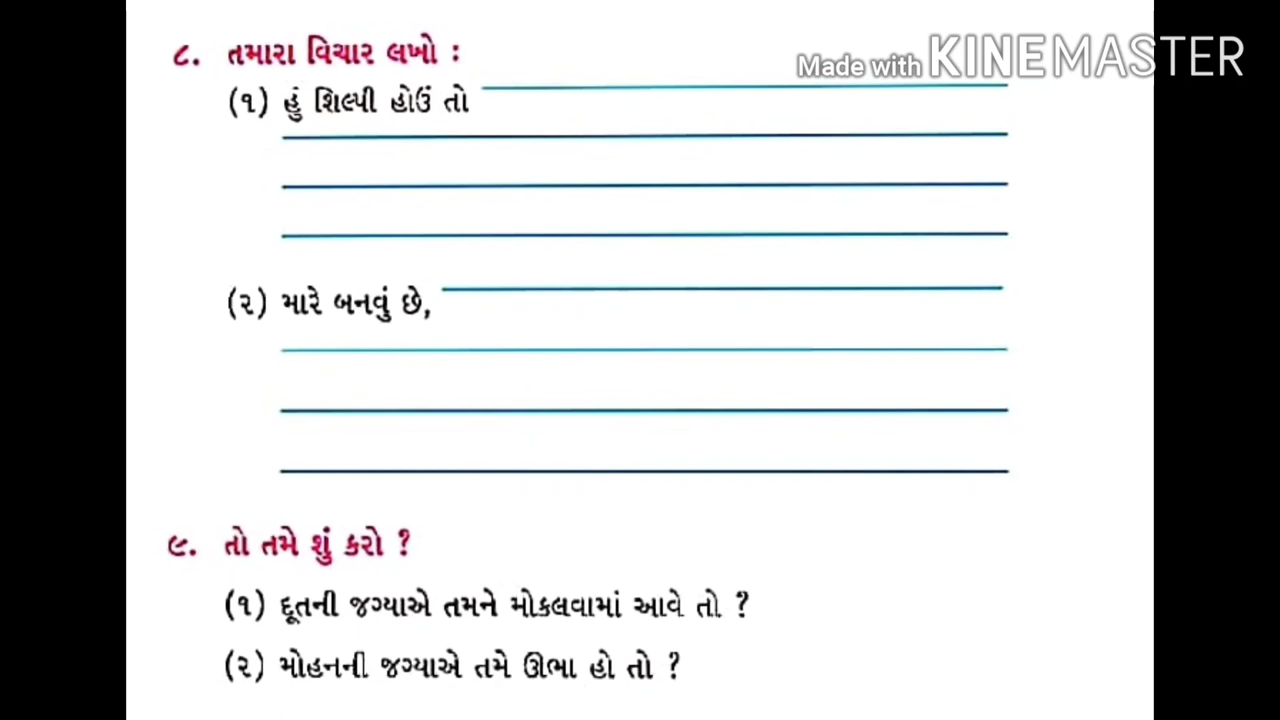 ૮. તમારા વિચાર લખો :
Made with KINEMASTER
(૧) હું શિલ્પી હોઉં તો
(૨) મારે બનવું છે,
૯. તો તમે શું કરો ?
(૧) દૂતની જગ્યાએ તમને મોકલવામાં આવે તો ?
(૨) મોહનની જગ્યાએ તમે ઊભા હો તો ?